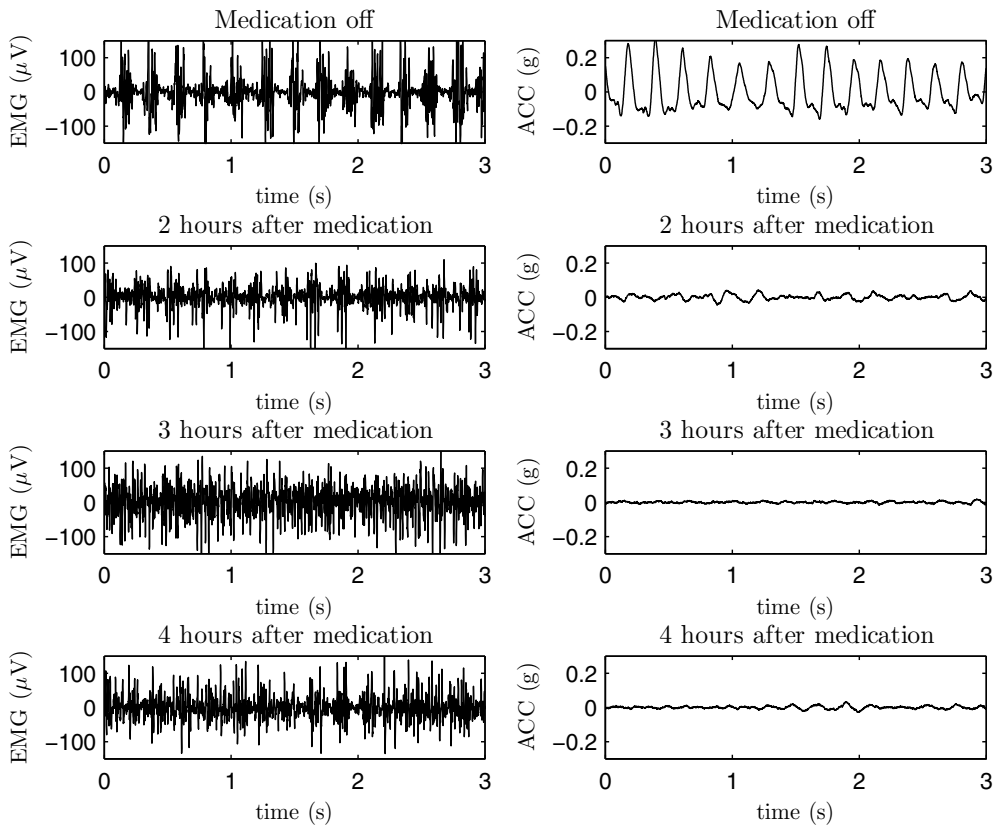 Medication off
EMG (μV)
100
0
−100
0 1 2 3
time (s)
Medication off
ACC (g)
0.2
0
−0.2
0 1 2 3
time (s)
2 hours after medication
EMG (μV)
100
0
−100
0 1 2 3
time (s)
2 hours after medication
ACC (g)
0.2
0
−0.2
0 1 2 3
time (s)
3 hours after medication
EMG (μV)
100
0
−100
0 1 2 3
time (s)
3 hours after medication
ACC (g)
0.2
0
−0.2
0 1 2 3
time (s)
4 hours after medication
EMG (μV)
100
0
−100
0 1 2 3
time (s)
4 hours after medication
ACC (g)
0.2
0
−0.2
0 1 2 3
time (s)